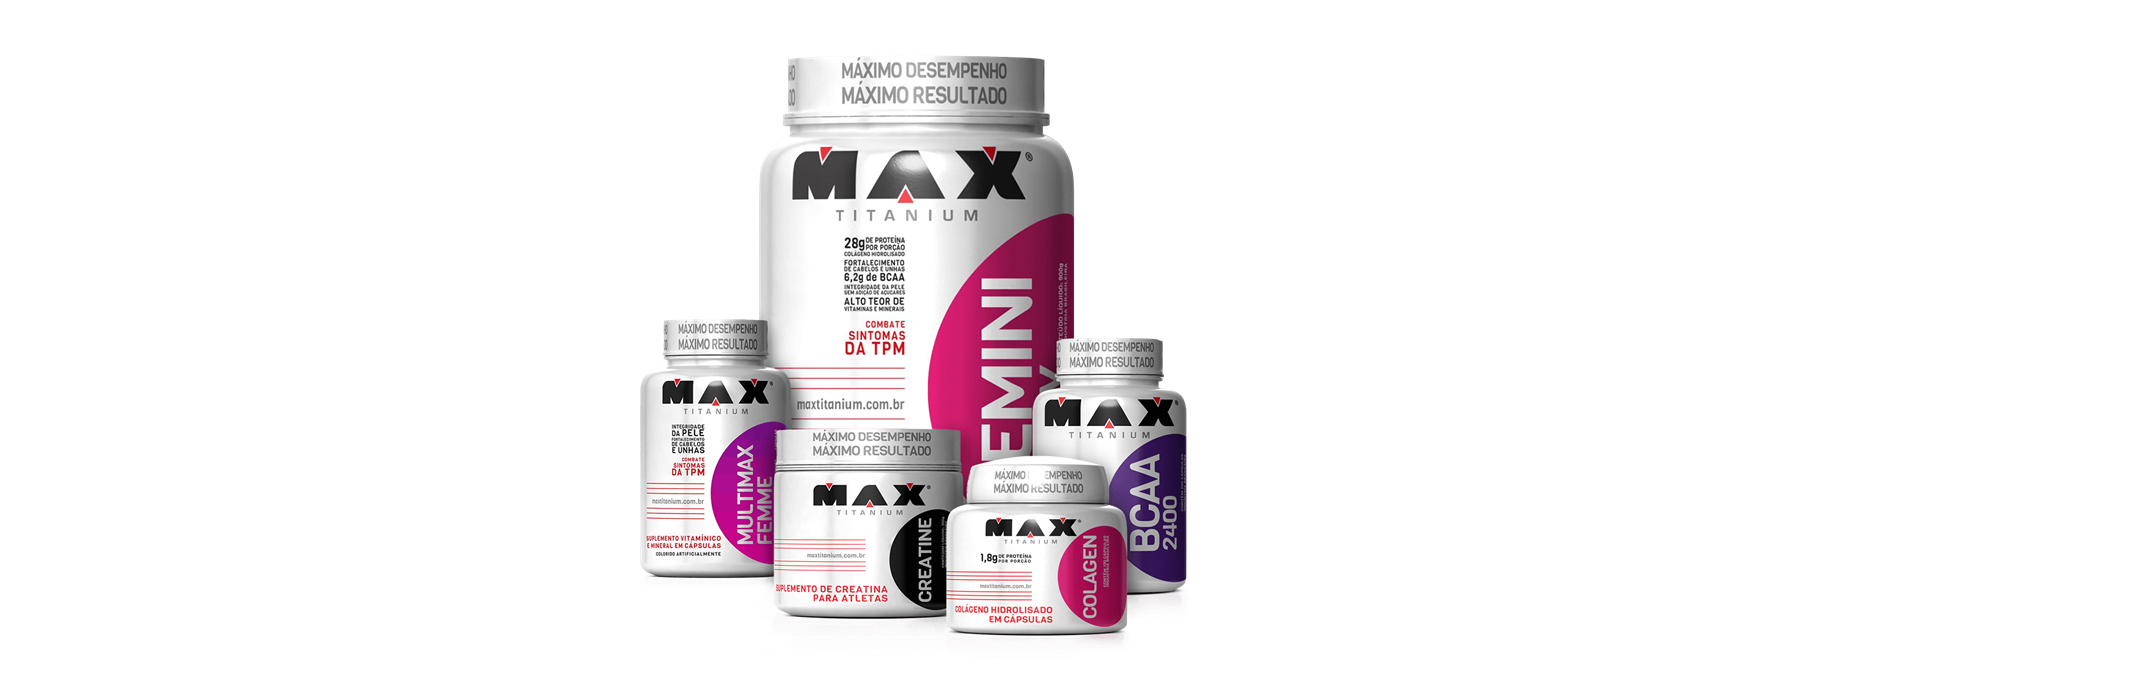 MÁXIMO DESEMPENHO
MÁXIMO RESULTADO
MAX®
TITANIUM
28g DE PROTEÍNA
POR PORÇÃO
COLÁGENO HIDROLISADO
FORTALECIMENTO
DE CABELOS E UNHAS
6,2g de BCAA
INTEGRIDADE DA PELE
SEM ADIÇÃO DE AÇÚCARES
ALTO TEOR DE
VITAMINAS E MINERAIS
COMBATE
SINTOMAS
DA TPM
maxtitanium.com.br
EMINI
MÁXIMO DESEMPENHO
MÁXIMO RESULTADO
MAX®
TITANIUM
INTEGRIDADE
DA PELE
FORTALECIMENTO
DE CABELOS
E UNHAS
COMBATE
SINTOMAS
DA TPM
maxtitanium.com.br
SUPLEMENTO VITAMÍNICO
E MINERAL EM CÁPSULAS
COLORIDO ARTIFICIALMENTE
MULTIMAX
FEMME
MÁXIMO DESEMPENHO
MÁXIMO RESULTADO
MAX®
TITANIUM
maxtitanium.com.br
SUPLEMENTO DE CREATINA
PARA ATLETAS
CREATINE
MÁXIMO DESEMPENHO
MÁXIMO RESULTADO
MAX®
TITANIUM
1,8g DE PROTEÍNA
POR PORÇÃO
maxtitanium.com.br
COLÁGENO HIDROLISADO
EM CÁPSULAS
COLAGEN
MÁXIMO DESEMPENHO
MÁXIMO RESULTADO
MAX®
TITANIUM
BCAA
2400